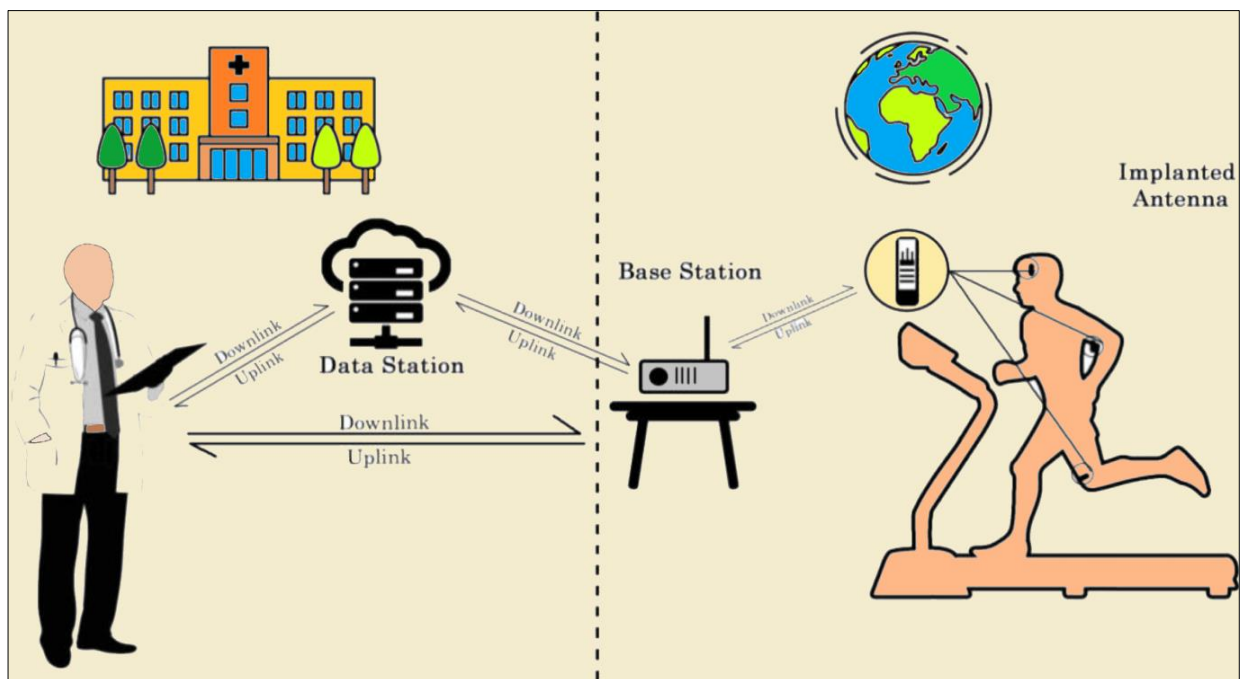 Implanted
Antenna
Base Station
Downlink
Uplink
Downlink
Uplink
Downlink
Uplink
Data Station
Downlink
Uplink